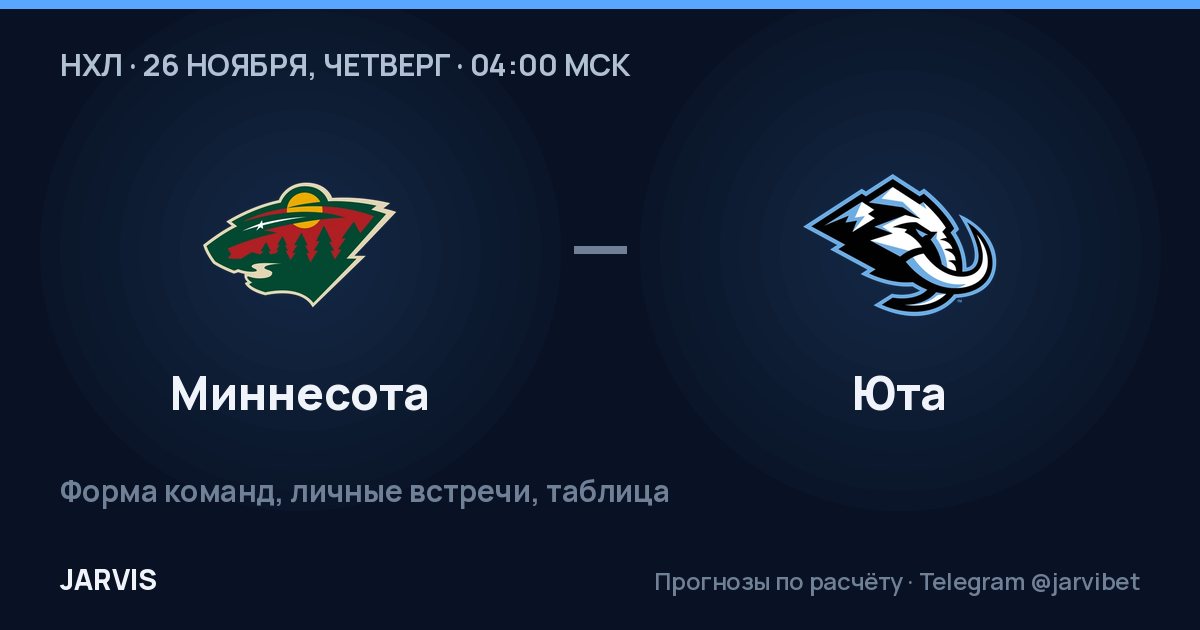 НХЛ · 26 НОЯБРЯ, ЧЕТВЕРГ · 04:00 МСК
Миннесота
—
Юта
Форма команд, личные встречи, таблица
JARVIS
Прогнозы по расчёту · Telegram @jarvibet